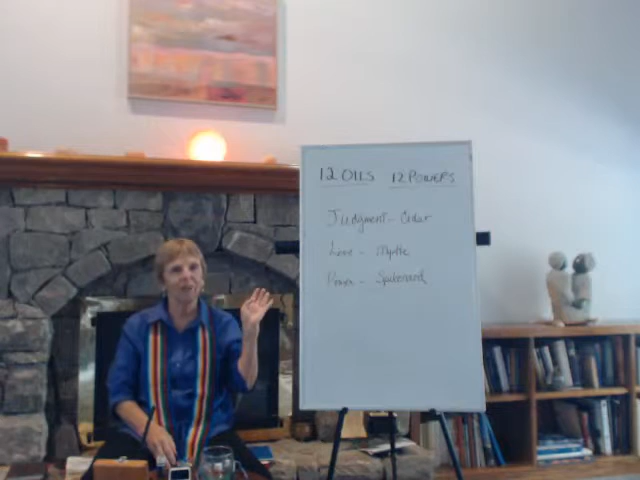 12 OILS 12 POWERS
Judgment - Cedar
Love - Myrtle
Power - Spikenard